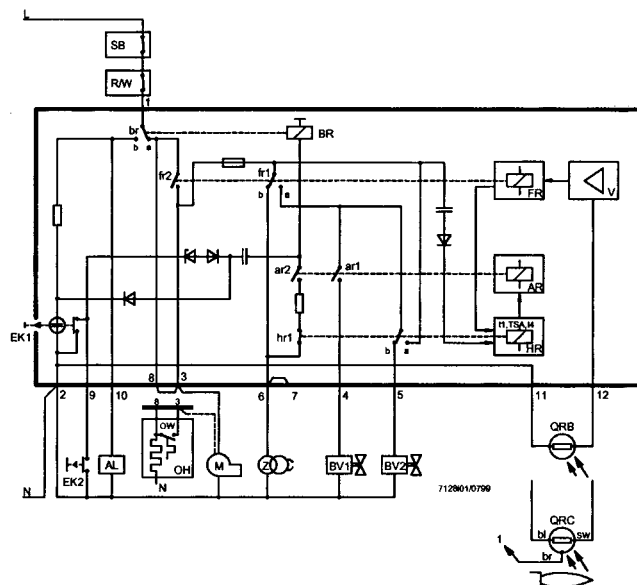 L
SB
R/W
1
br
b a
BR
fr2
fr1
b a
FR
V
ar2
ar1
AR
hr1
b a
t1,TSA,t4
HR
EK1
2 9 10 8 3 6 7 4 5 11 12
8 3
OW
OH
N
EK2
AL
M
Z
BV1
BV2
QRB
N
7128I01/0799
QRC
bl sw
1
br